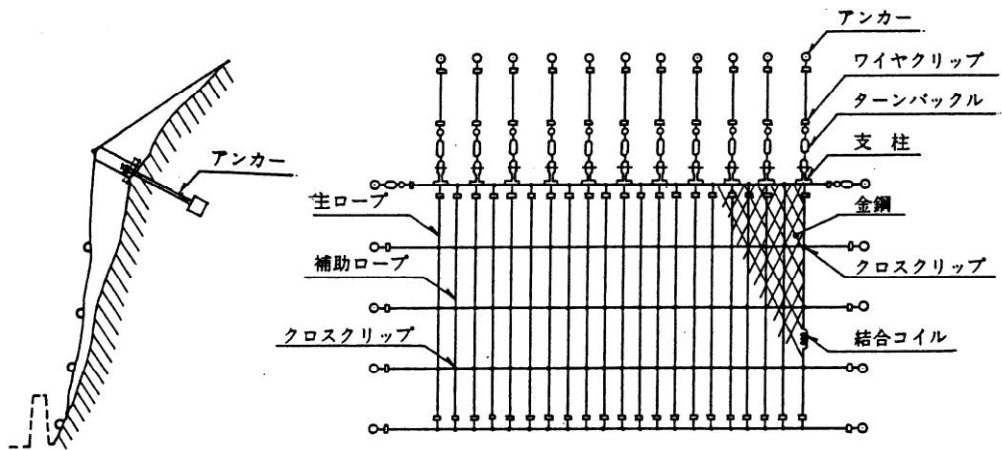 アンカー
ワイヤクリップ
ターンバックル
支柱
アンカー
主ロープ
金鋼
補助ロープ
クロスクリップ
クロスクリップ
結合コイル